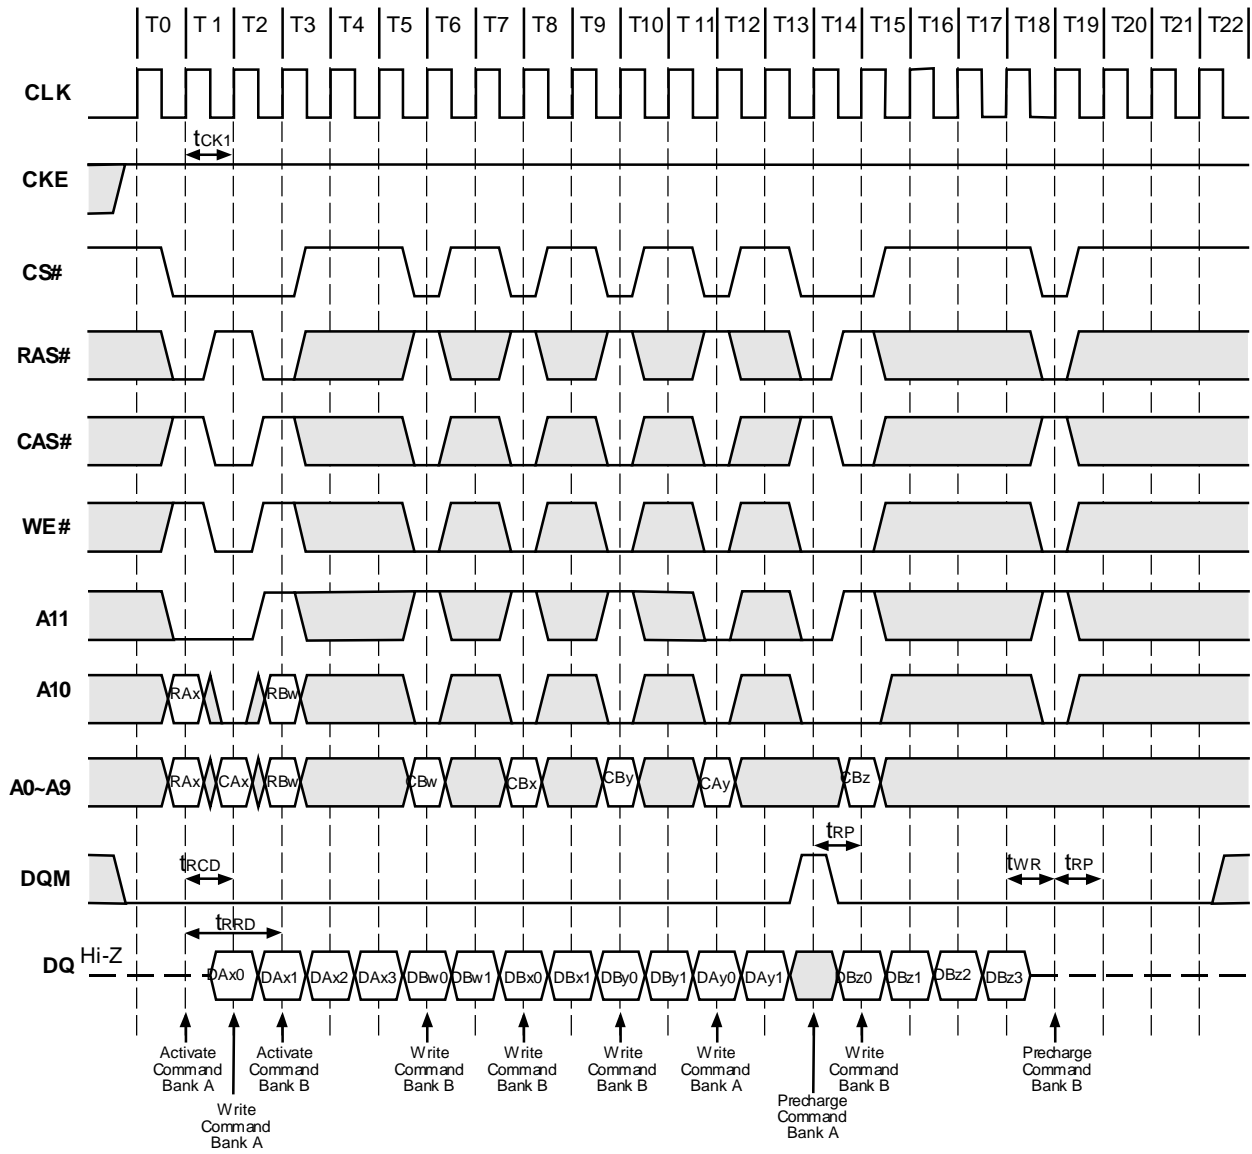 T0 T 1 T2 T3 T4 T5 T6 T7 T8 T9 T10 T 11 T12 T13 T14 T15 T16 T17 T18 T19 T20 T21 T22
CLK
tCK1
CKE
CS#
RAS#
CAS#
WE#
A11
A10
RAx RBw
A0~A9
RAx CAx RBw CBw CBx CBy CAy CBz
tRP
DQM
tRCD
tWR tRP
tRRD
DQ Hi-Z
DAx0 DAx1 DAx2 DAx3 DBw0 DBw1 DBx0 DBx1 DBy0 DBy1 DAy0 DAy1 DBz0 DBz1 DBz2 DBz3
Activate
Command
Bank A
Write
Command
Bank A
Activate
Command
Bank B
Write
Command
Bank B
Write
Command
Bank B
Write
Command
Bank B
Write
Command
Bank A
Precharge
Command
Bank A
Write
Command
Bank B
Precharge
Command
Bank B